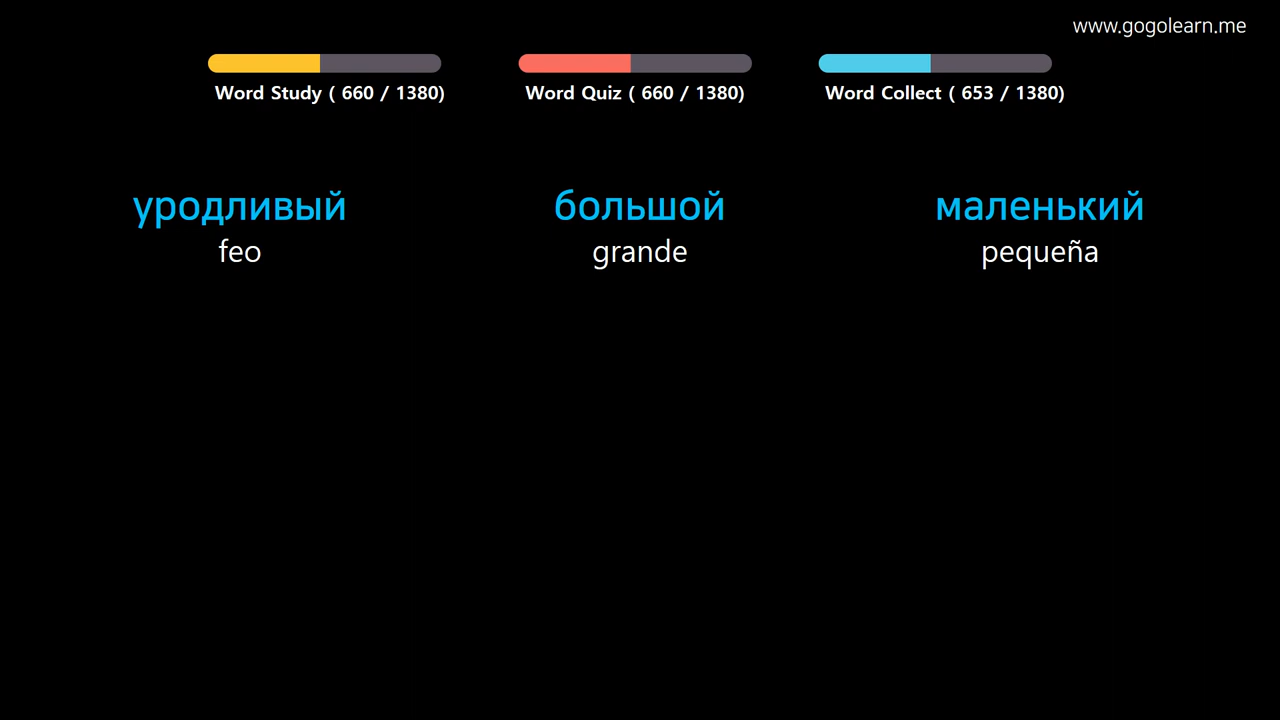 www.gogolearn.me
Word Study ( 660 / 1380)
Word Quiz ( 660 / 1380)
Word Collect ( 653 / 1380)
уродливый
feo
большой
grande
маленький
pequeña